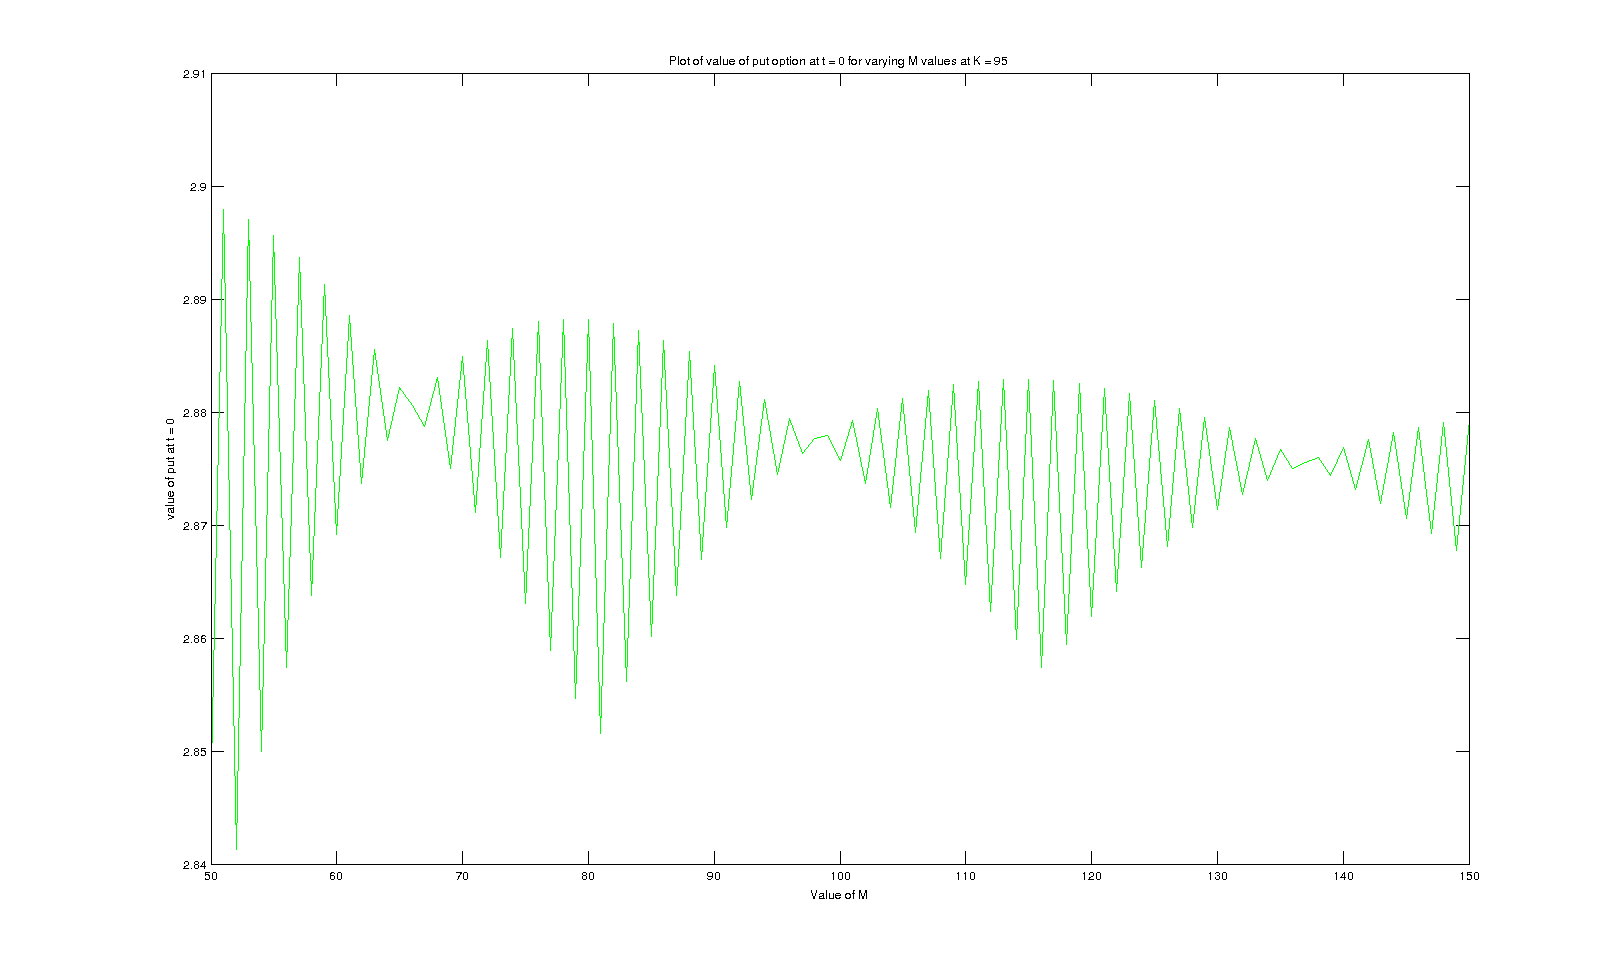 Plot of value of put option at t = 0 for varying M values at K = 95
2.91
2.9
2.89
2.88
2.87
2.86
2.85
2.84
value of put at t = 0
50 60 70 80 90 100 110 120 130 140 150
Value of M